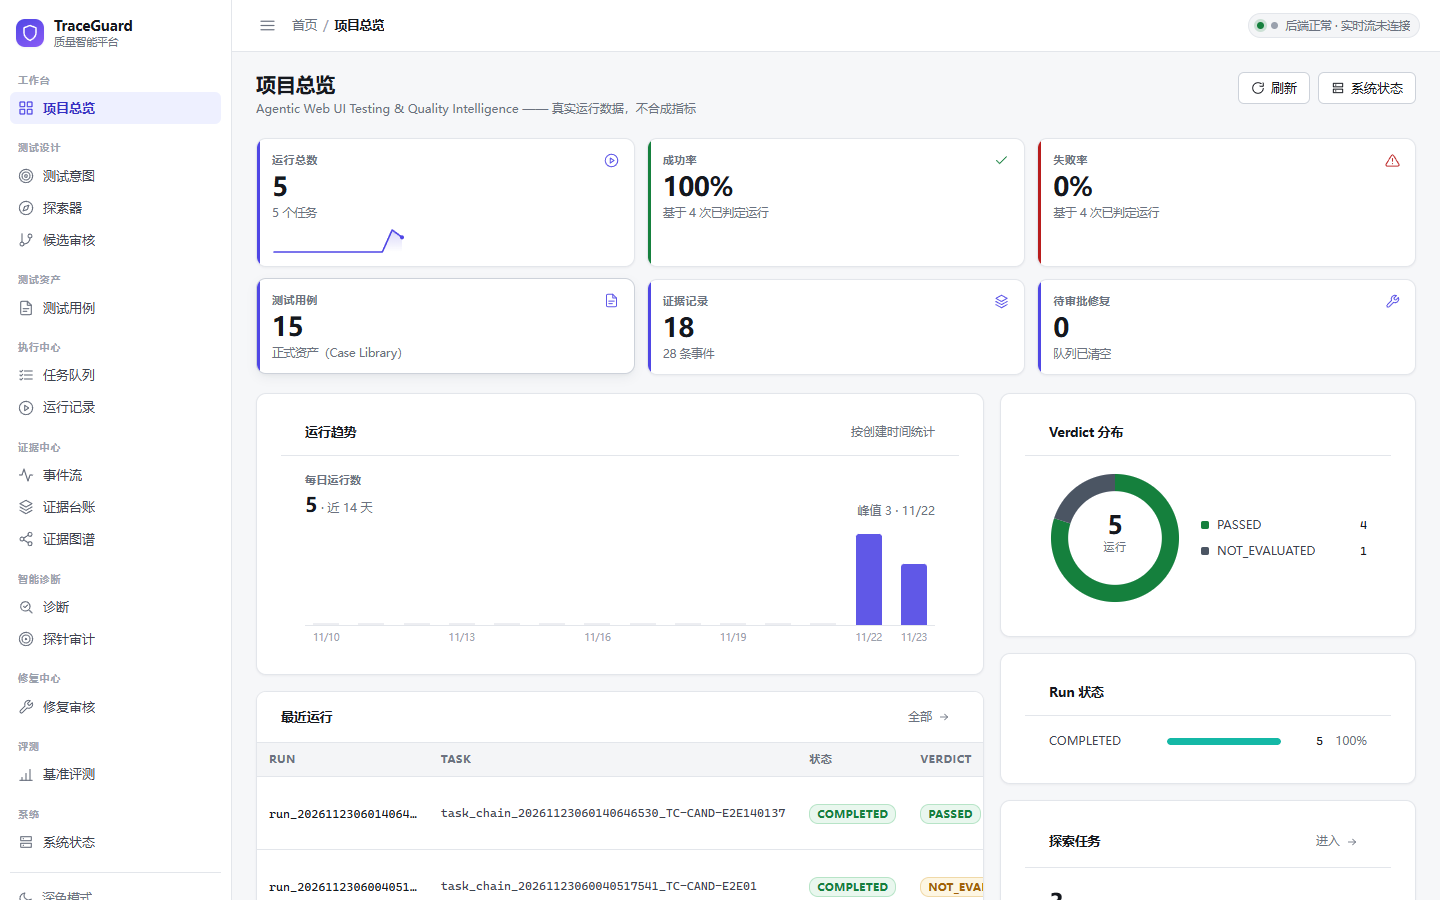 TraceGuard
质量智能平台
工作台
项目总览
测试设计
测试意图
探索器
候选审核
测试资产
测试用例
执行中心
任务队列
运行记录
证据中心
事件流
证据台账
证据图谱
智能诊断
诊断
探针审计
修复中心
修复审核
评测
基准评测
系统
系统状态
深色模式
首页 / 项目总览
后端正常 · 实时流未连接
项目总览
Agentic Web UI Testing & Quality Intelligence —— 真实运行数据，不合成指标
刷新
系统状态
运行总数
5
5 个任务
成功率
100%
基于 4 次已判定运行
失败率
0%
基于 4 次已判定运行
测试用例
15
正式资产（Case Library）
证据记录
18
28 条事件
待审批修复
0
队列已清空
运行趋势
按创建时间统计
每日运行数
5 · 近 14 天
峰值 3 · 11/22
11/10 11/13 11/16 11/19 11/22 11/23
Verdict 分布
5
运行
PASSED 4
NOT_EVALUATED 1
Run 状态
COMPLETED 5 100%
最近运行
全部 →
RUN TASK 状态 VERDICT
run_2026112306014064… task_chain_20261123060140646530_TC-CAND-E2E140137 COMPLETED PASSED
run_2026112306004051… task_chain_20261123060040517541_TC-CAND-E2E01 COMPLETED NOT_EVAL
探索任务
进入 →